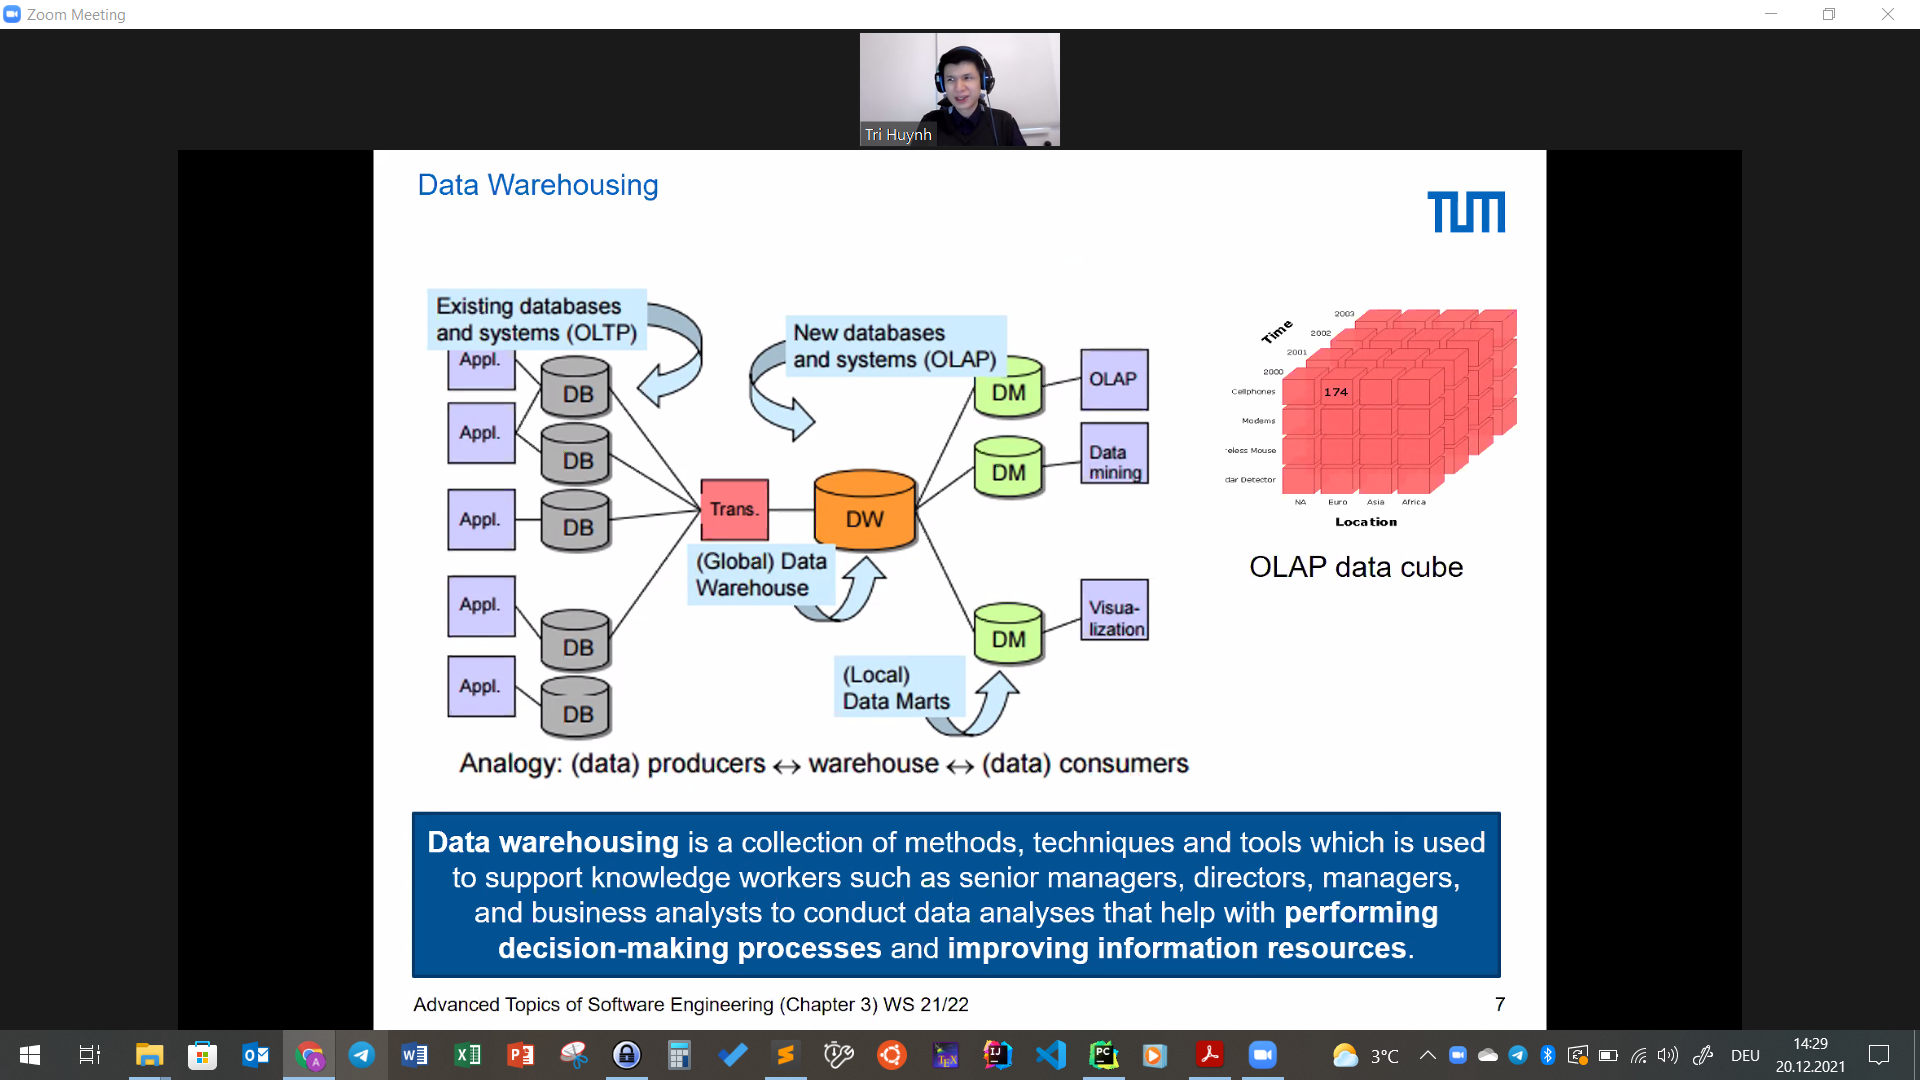 Zoom Meeting
Tri Huynh
Data Warehousing
TUM
Existing databases
and systems (OLTP)
New databases
and systems (OLAP)
Appl.
Appl.
Appl.
Appl.
Appl.
DB
DB
DB
DB
DB
Trans.
DW
(Global) Data
Warehouse
DM
DM
DM
(Local)
Data Marts
OLAP
Data
mining
Visua-
lization
Time
2003
2002
2001
2000
Cellphones
174
Modems
reless Mouse
dar Detector
NA Euro Asia Africa
Location
OLAP data cube
Analogy: (data) producers ↔ warehouse ↔ (data) consumers
Data warehousing is a collection of methods, techniques and tools which is used
to support knowledge workers such as senior managers, directors, managers,
and business analysts to conduct data analyses that help with performing
decision-making processes and improving information resources.
Advanced Topics of Software Engineering (Chapter 3) WS 21/22
7
3°C
DEU
14:29
20.12.2021